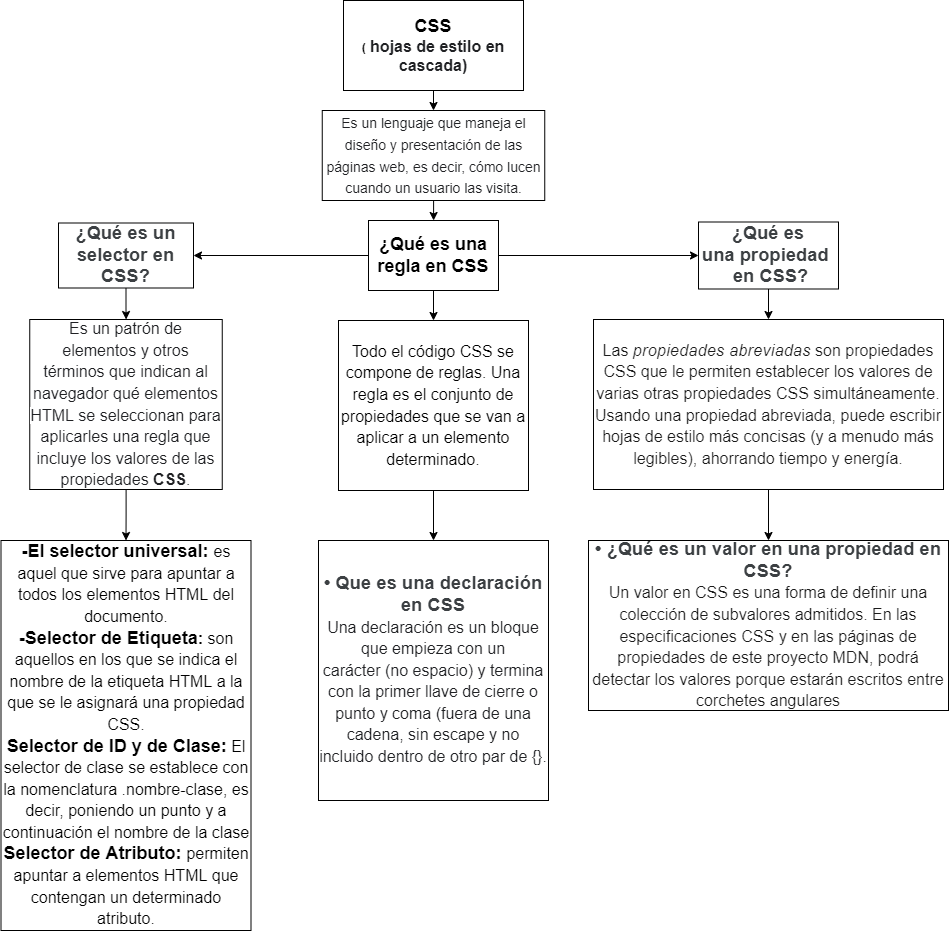 CSS
( hojas de estilo en
cascada)
Es un lenguaje que maneja el
diseño y presentación de las
páginas web, es decir, cómo lucen
cuando un usuario las visita.
¿Qué es un
selector en
CSS?
¿Qué es una
regla en CSS
¿Qué es
una propiedad
en CSS?
Es un patrón de
elementos y otros
términos que indican al
navegador qué elementos
HTML se seleccionan para
aplicarles una regla que
incluye los valores de las
propiedades CSS.
Todo el código CSS se
compone de reglas. Una
regla es el conjunto de
propiedades que se van a
aplicar a un elemento
determinado.
Las propiedades abreviadas son propiedades
CSS que le permiten establecer los valores de
varias otras propiedades CSS simultáneamente.
Usando una propiedad abreviada, puede escribir
hojas de estilo más concisas (y a menudo más
legibles), ahorrando tiempo y energía.
-El selector universal: es
aquel que sirve para apuntar a
todos los elementos HTML del
documento.
-Selector de Etiqueta: son
aquellos en los que se indica el
nombre de la etiqueta HTML a la
que se le asignará una propiedad
CSS.
Selector de ID y de Clase: El
selector de clase se establece con
la nomenclatura .nombre-clase, es
decir, poniendo un punto y a
continuación el nombre de la clase
Selector de Atributo: permiten
apuntar a elementos HTML que
contengan un determinado
atributo.
• Que es una declaración
en CSS
Una declaración es un bloque
que empieza con un
carácter (no espacio) y termina
con la primer llave de cierre o
punto y coma (fuera de una
cadena, sin escape y no
incluido dentro de otro par de {}.
• ¿Qué es un valor en una propiedad en
CSS?
Un valor en CSS es una forma de definir una
colección de subvalores admitidos. En las
especificaciones CSS y en las páginas de
propiedades de este proyecto MDN, podrá
detectar los valores porque estarán escritos entre
corchetes angulares